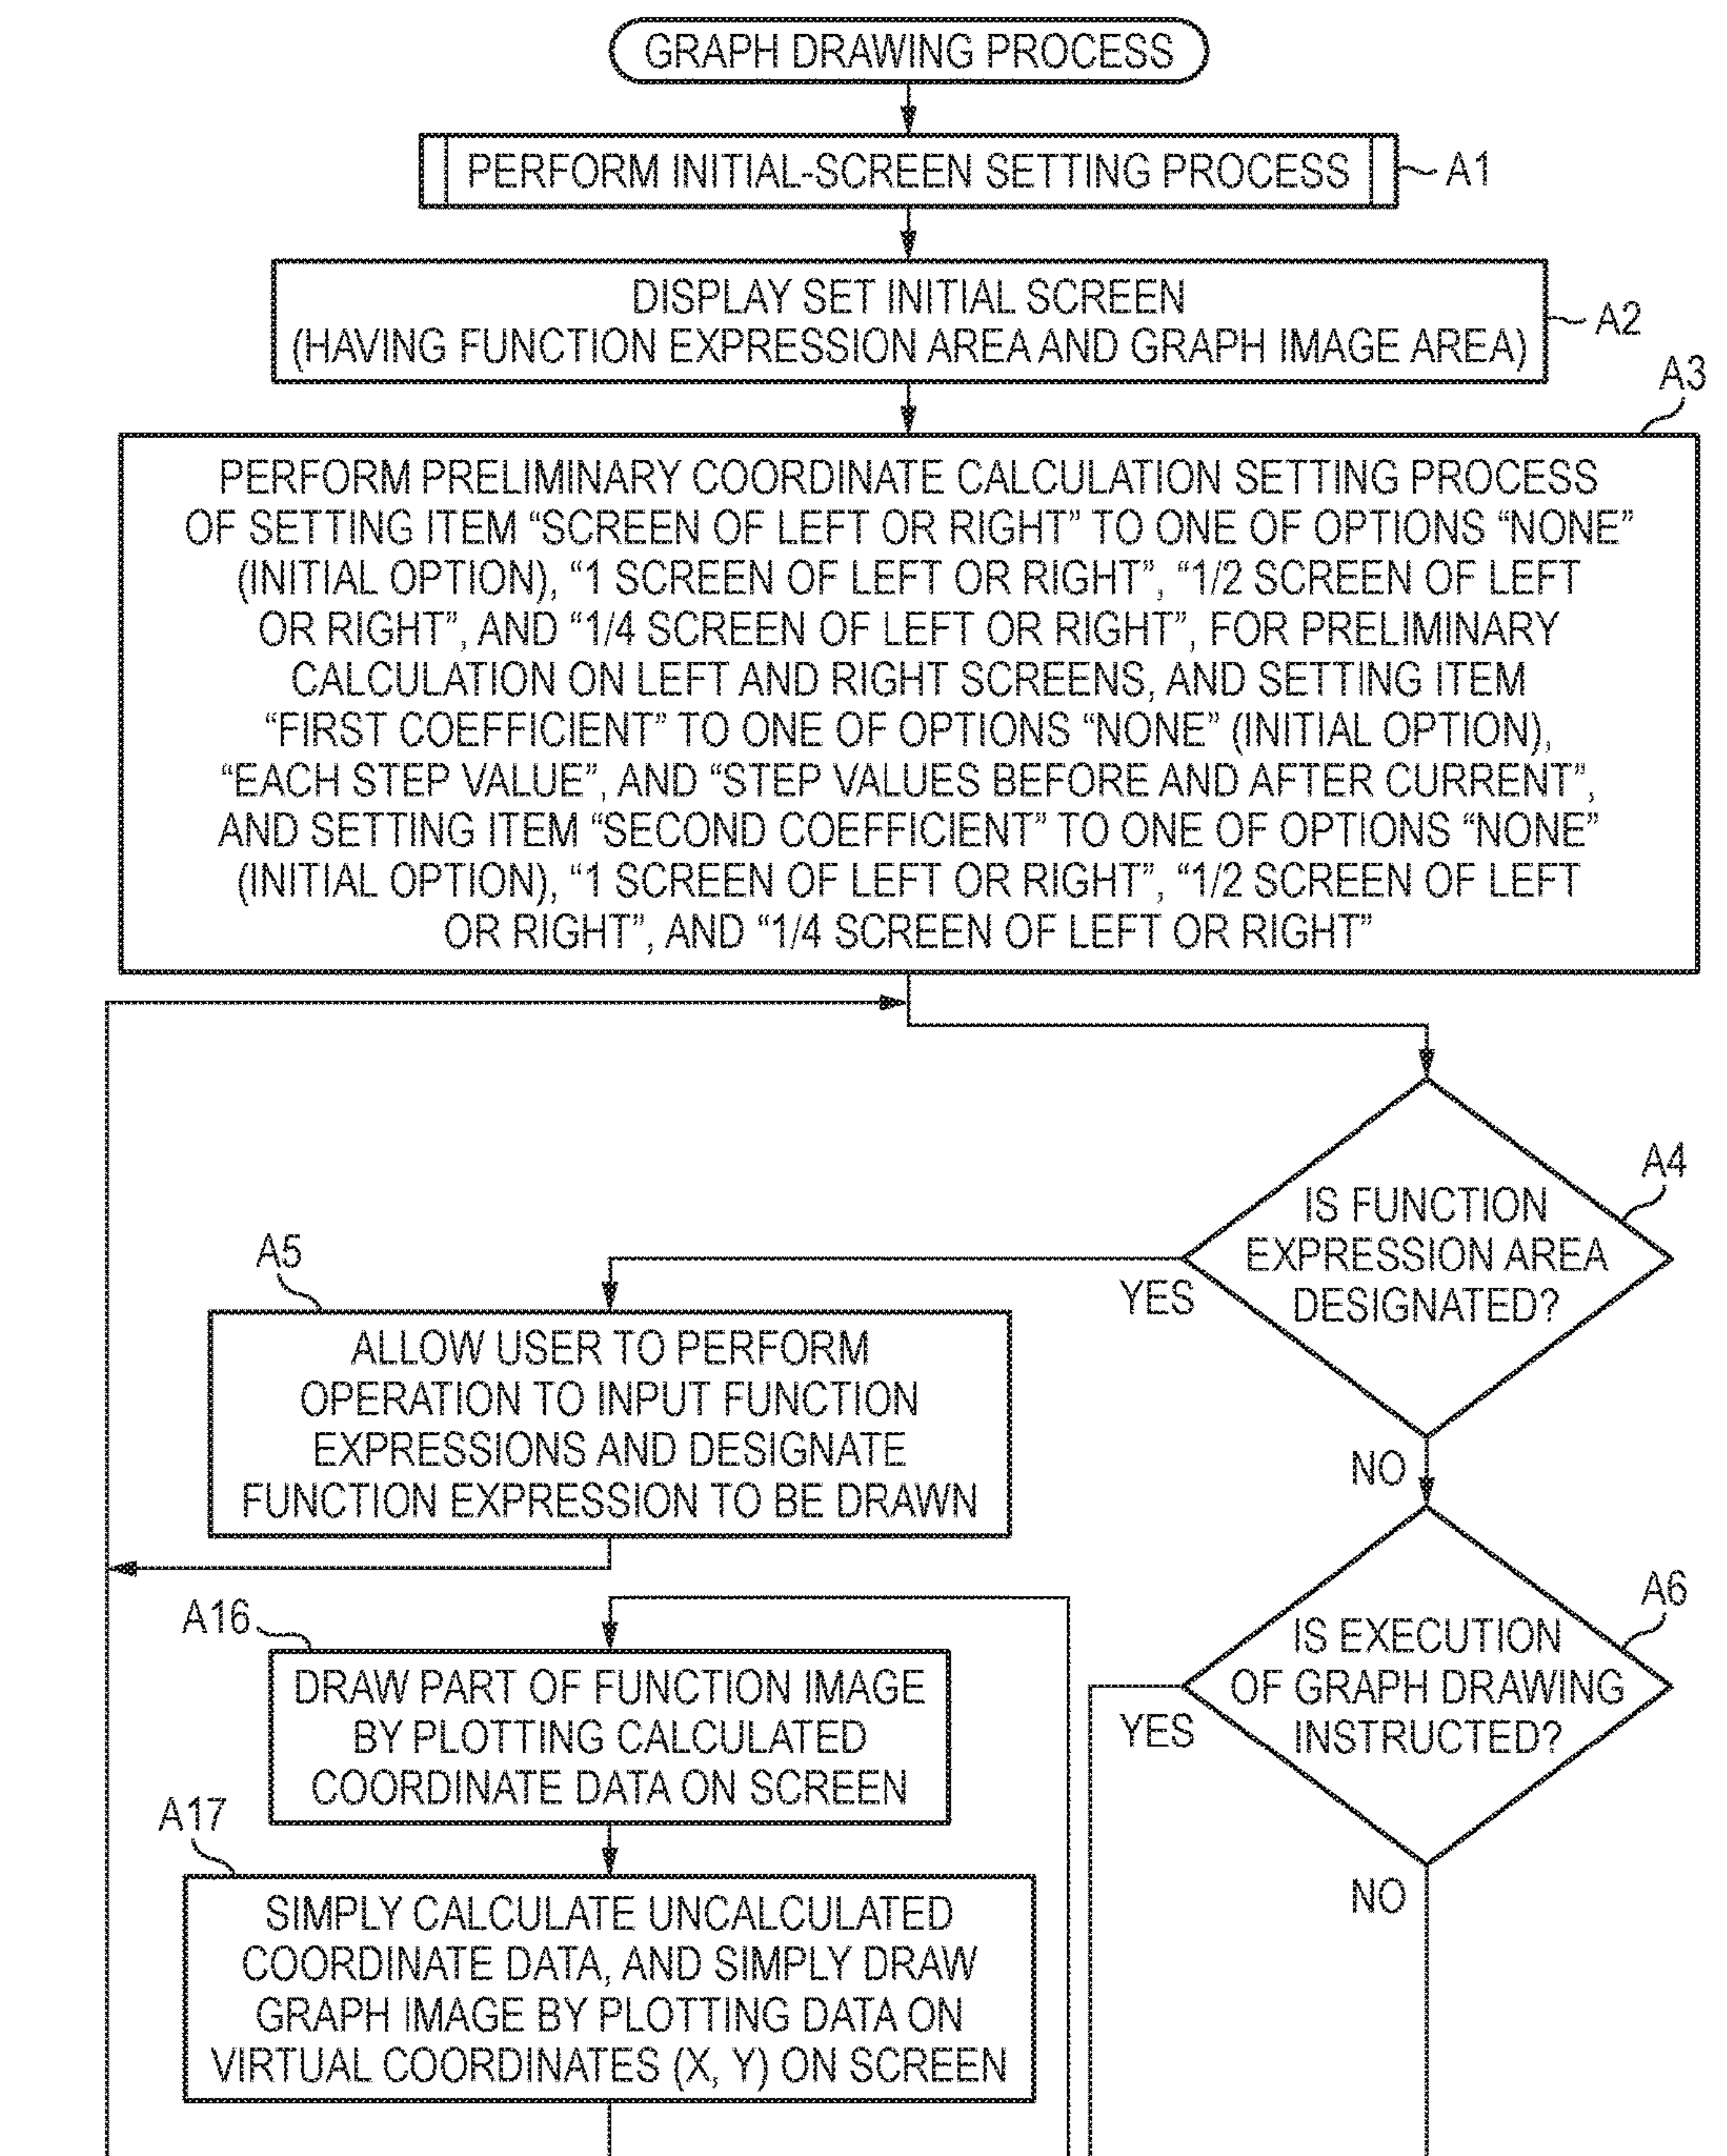 GRAPH DRAWING PROCESS
PERFORM INITIAL-SCREEN SETTING PROCESS
A1
DISPLAY SET INITIAL SCREEN
(HAVING FUNCTION EXPRESSION AREA AND GRAPH IMAGE AREA)
A2
A3
PERFORM PRELIMINARY COORDINATE CALCULATION SETTING PROCESS
OF SETTING ITEM “SCREEN OF LEFT OR RIGHT” TO ONE OF OPTIONS “NONE”
(INITIAL OPTION), “1 SCREEN OF LEFT OR RIGHT”, “1/2 SCREEN OF LEFT
OR RIGHT”, AND “1/4 SCREEN OF LEFT OR RIGHT”, FOR PRELIMINARY
CALCULATION ON LEFT AND RIGHT SCREENS, AND SETTING ITEM
“FIRST COEFFICIENT” TO ONE OF OPTIONS “NONE” (INITIAL OPTION),
“EACH STEP VALUE”, AND “STEP VALUES BEFORE AND AFTER CURRENT”,
AND SETTING ITEM “SECOND COEFFICIENT” TO ONE OF OPTIONS “NONE”
(INITIAL OPTION), “1 SCREEN OF LEFT OR RIGHT”, “1/2 SCREEN OF LEFT
OR RIGHT”, AND “1/4 SCREEN OF LEFT OR RIGHT”
A4
IS FUNCTION
EXPRESSION AREA
DESIGNATED?
YES
NO
A5
ALLOW USER TO PERFORM
OPERATION TO INPUT FUNCTION
EXPRESSIONS AND DESIGNATE
FUNCTION EXPRESSION TO BE DRAWN
A6
IS EXECUTION
OF GRAPH DRAWING
INSTRUCTED?
YES
NO
A16
DRAW PART OF FUNCTION IMAGE
BY PLOTTING CALCULATED
COORDINATE DATA ON SCREEN
A17
SIMPLY CALCULATE UNCALCULATED
COORDINATE DATA, AND SIMPLY DRAW
GRAPH IMAGE BY PLOTTING DATA ON
VIRTUAL COORDINATES (X, Y) ON SCREEN